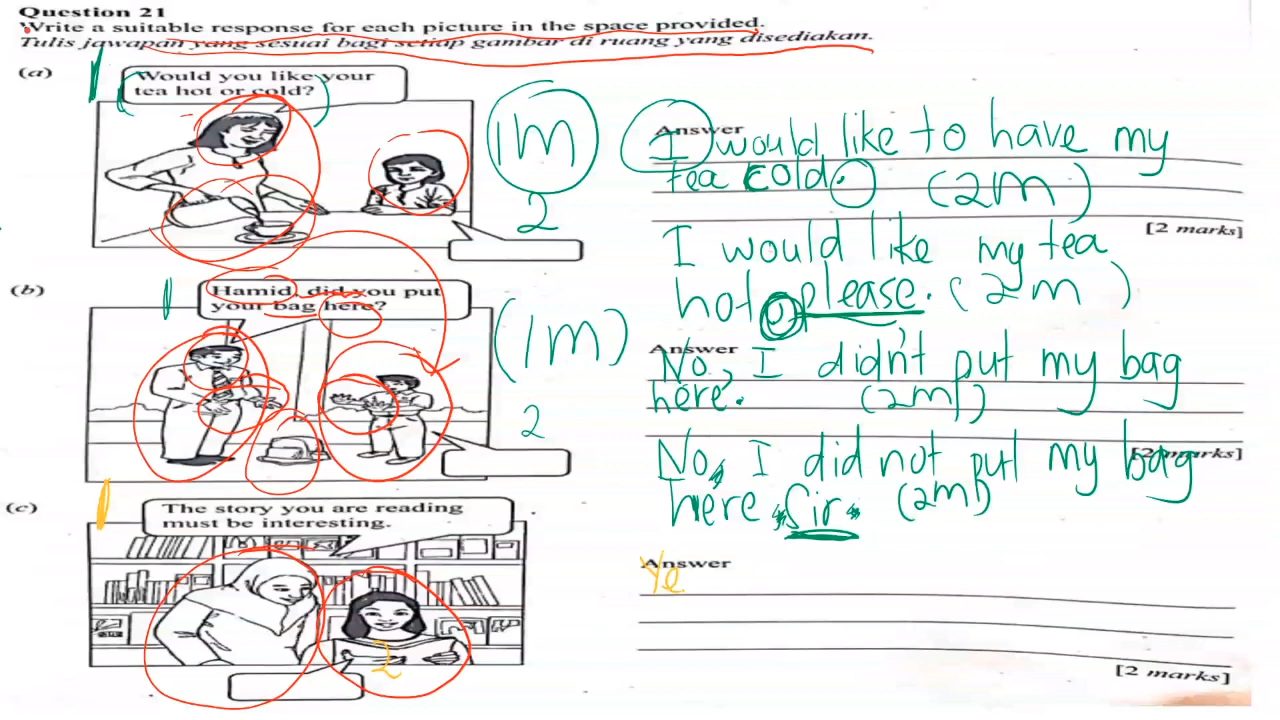 Question 21
Write a suitable response for each picture in the space provided.
Tulis jawapan yang sesuai bagi setiap gambar di ruang yang disediakan.
(a)
Would you like your
tea hot or cold?
1m
2
Answer
I would like to have my
tea cold. (2m)
[2 marks]
I would like my tea
hot, please. (2m)
(b)
Hamid, did you put
your bag here?
(1m)
2
Answer
No, I didn't put my bag
here. (2m)
[2 marks]
No, I did not put my bag
here, Sir. (2m)
(c)
The story you are reading
must be interesting.
2
Answer
Ye
[2 marks]